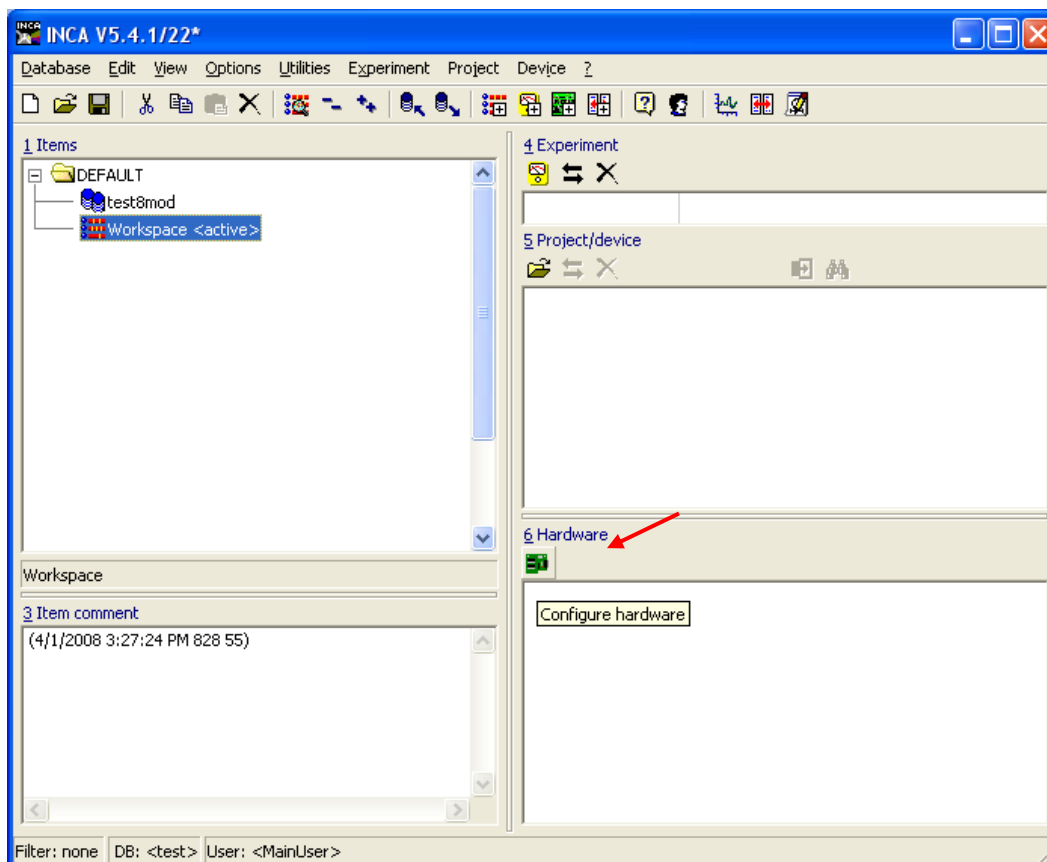 INCA V5.4.1/22*
Database Edit View Options Utilities Experiment Project Device ?
1 Items
DEFAULT
test8mod
Workspace <active>
Workspace
3 Item comment
(4/1/2008 3:27:24 PM 828 55)
4 Experiment
5 Project/device
6 Hardware
Configure hardware
Filter: none DB: <test> User: <MainUser>